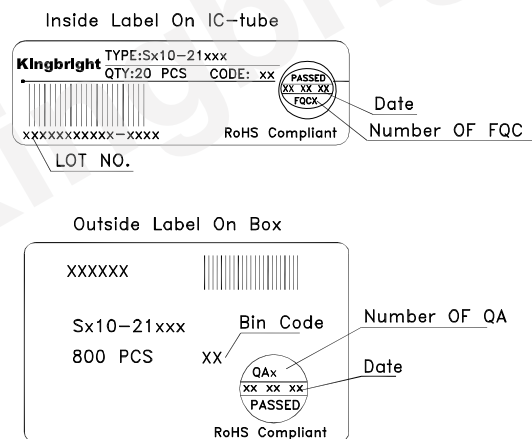 Inside Label On IC-tube
Kingbright
TYPE:Sx10-21xxx
QTY:20 PCS CODE: xx
PASSED
XX XX XX
FQCX
Date
xxxxxxxxxxx-xxxx
RoHS Compliant
Number OF FQC
LOT NO.
Outside Label On Box
XXXXXX
Sx10-21xxx
Bin Code
Number OF QA
800 PCS
XX
QAx
Date
XX XX XX
PASSED
RoHS Compliant